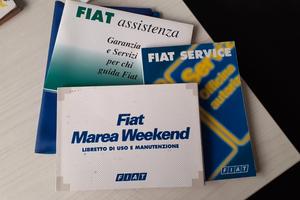 FIAT assistenza
Garanzia
e Servizi
per chi
guida Fiat
FIAT SERVICE
Officine
Fiat
Marea Weekend
LIBRETTO DI USO E MANUTENZIONE
FIAT
FIAT